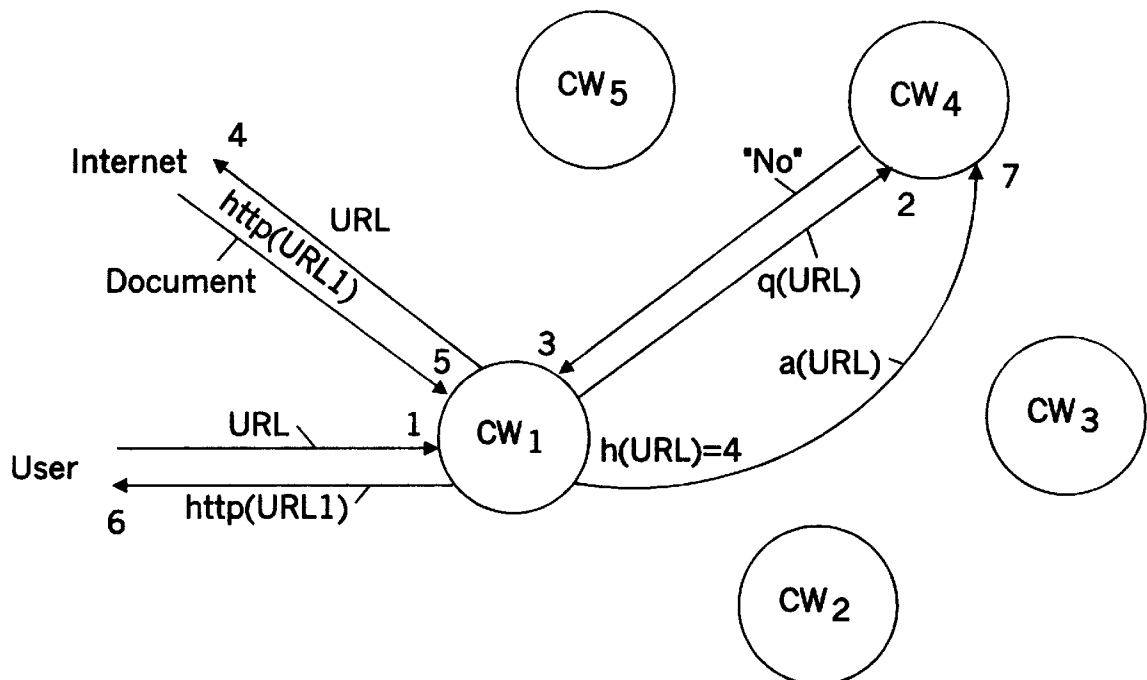 CW5
CW4
4
Internet
"No"
7
2
URL
http(URL1)
Document
q(URL)
3
5
a(URL)
URL
1
CW1
CW3
h(URL)=4
User
http(URL1)
6
CW2